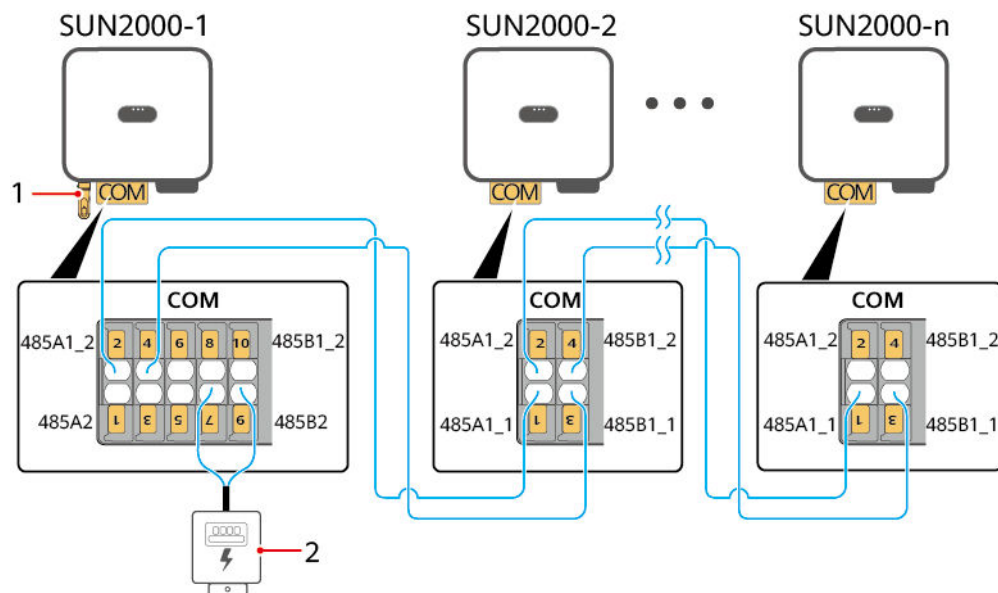 SUN2000-1 SUN2000-2 SUN2000-n
1 COM COM COM
COM COM COM
485A1_2 2 4 6 8 10 485B1_2 485A1_2 2 4 485B1_2 485A1_2 2 4 485B1_2
485A2 1 3 5 7 9 485B2 485A1_1 1 3 485B1_1 485A1_1 1 3 485B1_1
2